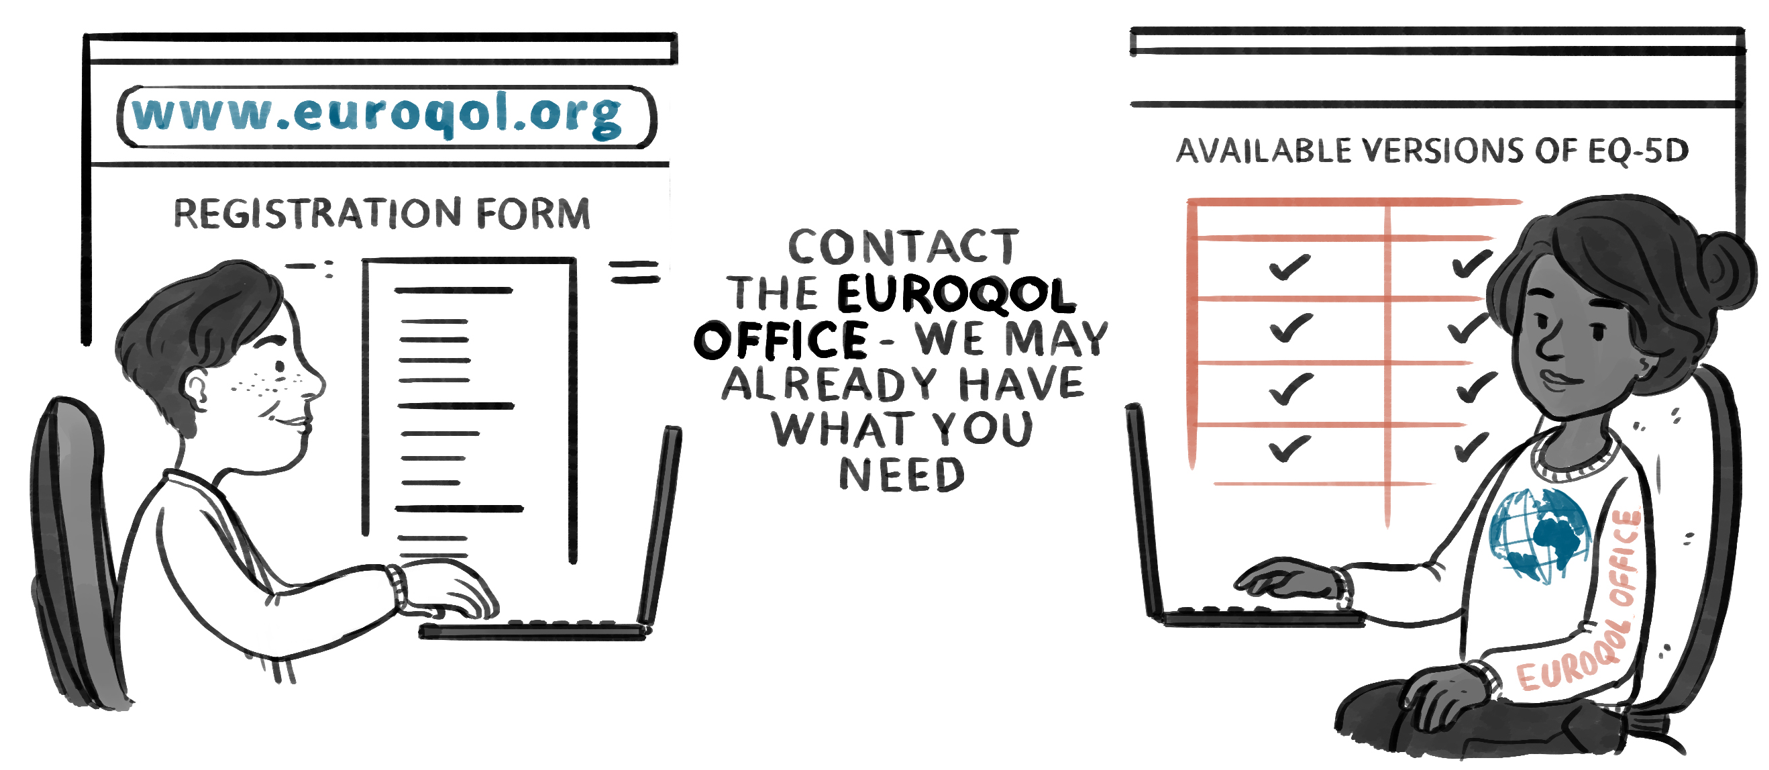 www.euroqol.org
REGISTRATION FORM
CONTACT
THE EUROQOL
OFFICE - WE MAY
ALREADY HAVE
WHAT YOU
NEED
AVAILABLE VERSIONS OF EQ-5D
EUROQOL OFFICE